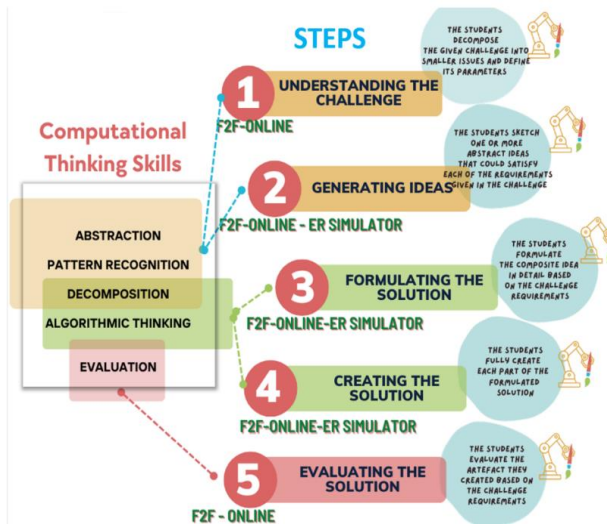 STEPS
Computational
Thinking Skills
ABSTRACTION
PATTERN RECOGNITION
DECOMPOSITION
ALGORITHMIC THINKING
EVALUATION
1
UNDERSTANDING THE
CHALLENGE
F2F-ONLINE
THE STUDENTS
DECOMPOSE
THE GIVEN CHALLENGE INTO
SMALLER ISSUES AND DEFINE
ITS PARAMETERS
2
GENERATING IDEAS
F2F-ONLINE - ER SIMULATOR
THE STUDENTS SKETCH
ONE OR MORE
ABSTRACT IDEAS
THAT COULD SATISFY
EACH OF THE REQUIREMENTS
GIVEN IN THE CHALLENGE
3
FORMULATING THE
SOLUTION
F2F-ONLINE-ER SIMULATOR
THE STUDENTS
FORMULATE
THE COMPOSITE IDEA
IN DETAIL BASED
ON THE CHALLENGE
REQUIREMENTS
4
CREATING THE
SOLUTION
F2F-ONLINE-ER SIMULATOR
THE STUDENTS
FULLY CREATE
EACH PART OF THE
FORMULATED
SOLUTION
5
EVALUATING THE
SOLUTION
F2F - ONLINE
THE STUDENTS
EVALUATE THE
ARTEFACT THEY
CREATED BASED ON
THE CHALLENGE
REQUIREMENTS